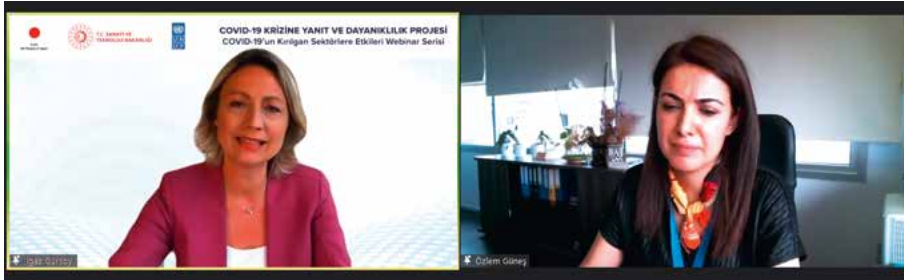 COVID-19 KRİZİNE YANIT VE DAYANIKLILIK PROJESİ
COVID-19'un Kırılgan Sektörlere Etkileri Webinar Serisi
T.C. SANAYİ VE
TEKNOLOJİ BAKANLIĞI
Özlem Güneş